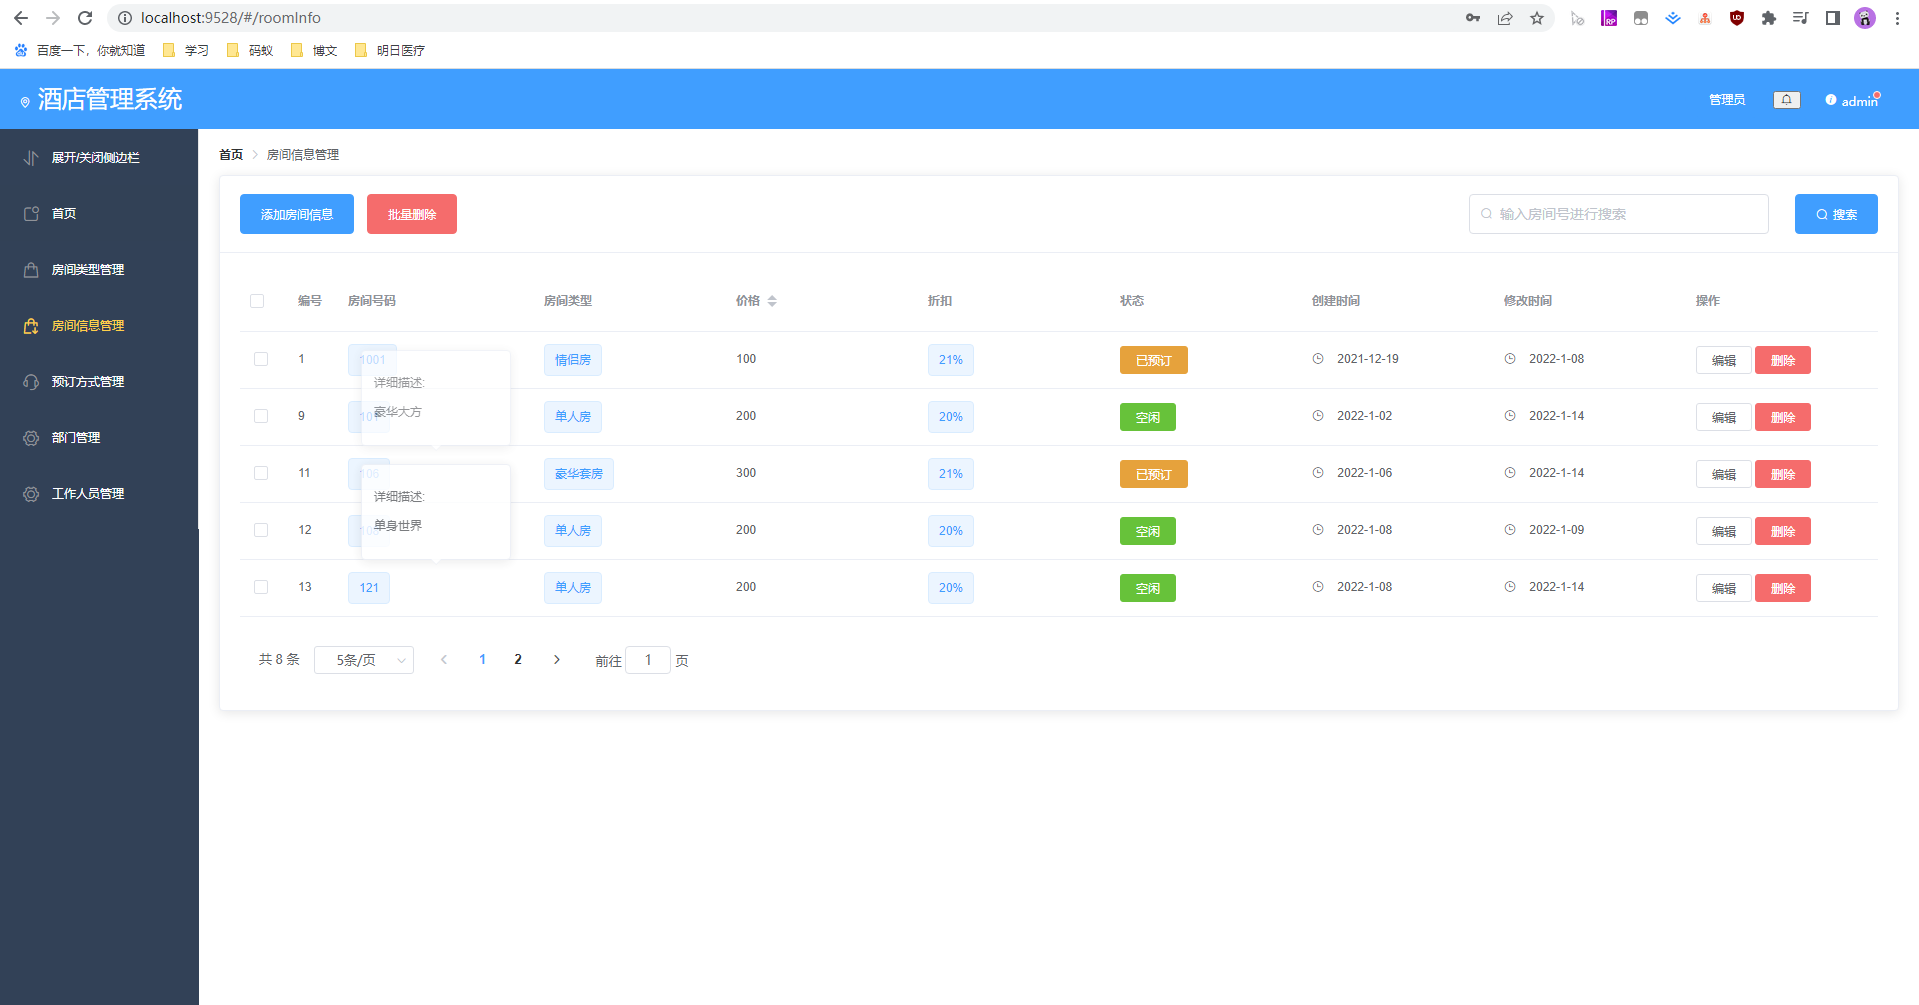 localhost:9528/#/roomInfo
百度一下，你就知道 学习 码蚁 博文 明日医疗
酒店管理系统 管理员 admin
展开/关闭侧边栏
首页
房间类型管理
房间信息管理
预订方式管理
部门管理
工作人员管理
首页 房间信息管理
添加房间信息 批量删除 输入房间号进行搜索 搜索
编号 房间号码 房间类型 价格 折扣 状态 创建时间 修改时间 操作
1 1001 情侣房 100 21% 已预订 2021-12-19 2022-1-08 编辑 删除
详细描述:
豪华大方
9 单人房 200 20% 空闲 2022-1-02 2022-1-14 编辑 删除
11 106 豪华套房 300 21% 已预订 2022-1-06 2022-1-14 编辑 删除
详细描述:
单身世界
12 单人房 200 20% 空闲 2022-1-08 2022-1-09 编辑 删除
13 121 单人房 200 20% 空闲 2022-1-08 2022-1-14 编辑 删除
共 8 条 5条/页 1 2 前往 1 页